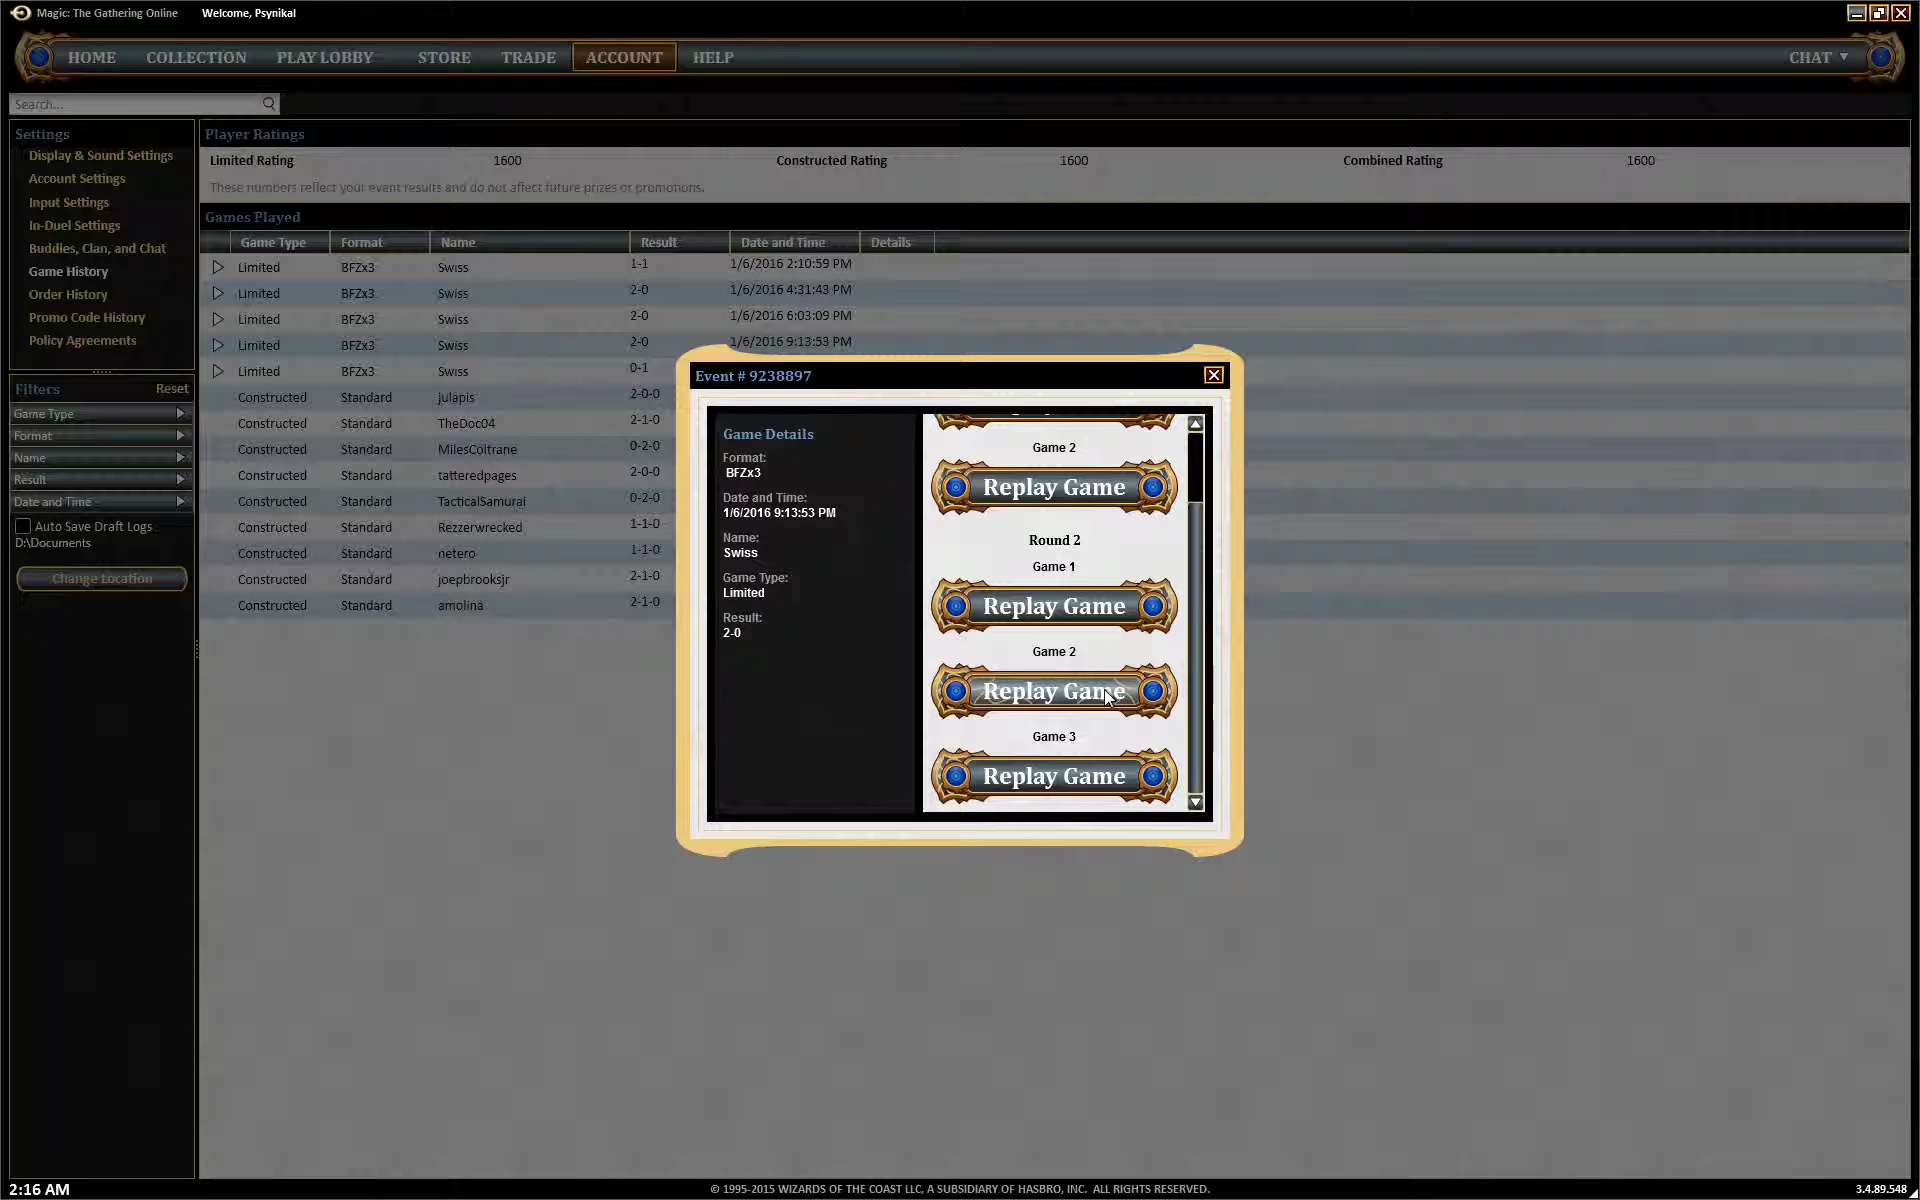 Magic: The Gathering Online Welcome, Psynikal
HOME COLLECTION PLAY LOBBY STORE TRADE ACCOUNT HELP CHAT
Search...
Settings
Display & Sound Settings
Account Settings
Input Settings
In-Duel Settings
Buddies, Clan, and Chat
Game History
Order History
Promo Code History
Policy Agreements
Filters Reset
Game Type
Format
Name
Result
Date and Time
Auto Save Draft Logs
D:\Documents
Change Location
Player Ratings
Limited Rating 1600 Constructed Rating 1600 Combined Rating 1600
These numbers reflect your event results and do not affect future prizes or promotions.
Games Played
Game Type Format Name Result Date and Time Details
Limited BFZx3 Swiss 1-1 1/6/2016 2:10:59 PM
Limited BFZx3 Swiss 2-0 1/6/2016 4:31:43 PM
Limited BFZx3 Swiss 2-0 1/6/2016 6:03:09 PM
Limited BFZx3 Swiss 2-0 1/6/2016 9:13:53 PM
Limited BFZx3 Swiss 0-1
Constructed Standard julapis 2-0-0
Constructed Standard TheDoc04 2-1-0
Constructed Standard MilesColtrane 0-2-0
Constructed Standard tatteredpages 2-0-0
Constructed Standard TacticalSamurai 0-2-0
Constructed Standard Rezzerwrecked 1-1-0
Constructed Standard netero 1-1-0
Constructed Standard joepbrooksjr 2-1-0
Constructed Standard amolina 2-1-0
Event # 9238897
Game Details
Format:
BFZx3
Date and Time:
1/6/2016 9:13:53 PM
Name:
Swiss
Game Type:
Limited
Result:
2-0
Game 2
Replay Game
Round 2
Game 1
Replay Game
Game 2
Replay Game
Game 3
Replay Game
2:16 AM
© 1995-2015 WIZARDS OF THE COAST LLC, A SUBSIDIARY OF HASBRO, INC. ALL RIGHTS RESERVED.
3.4.89.548